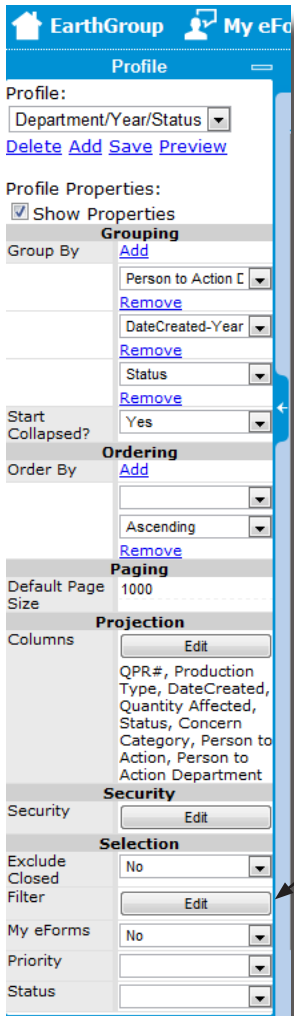 EarthGroup My eFo
Profile
Profile:
Department/Year/Status
Delete Add Save Preview
Profile Properties:
Show Properties
Grouping
Group By Add
Person to Action D
Remove
DateCreated-Year
Remove
Status
Remove
Start
Collapsed? Yes
Ordering
Order By Add
Ascending
Remove
Paging
Default Page
Size 1000
Projection
Columns Edit
QPR#, Production
Type, DateCreated,
Quantity Affected,
Status, Concern
Category, Person to
Action, Person to
Action Department
Security
Security Edit
Selection
Exclude
Closed No
Filter Edit
My eForms No
Priority
Status